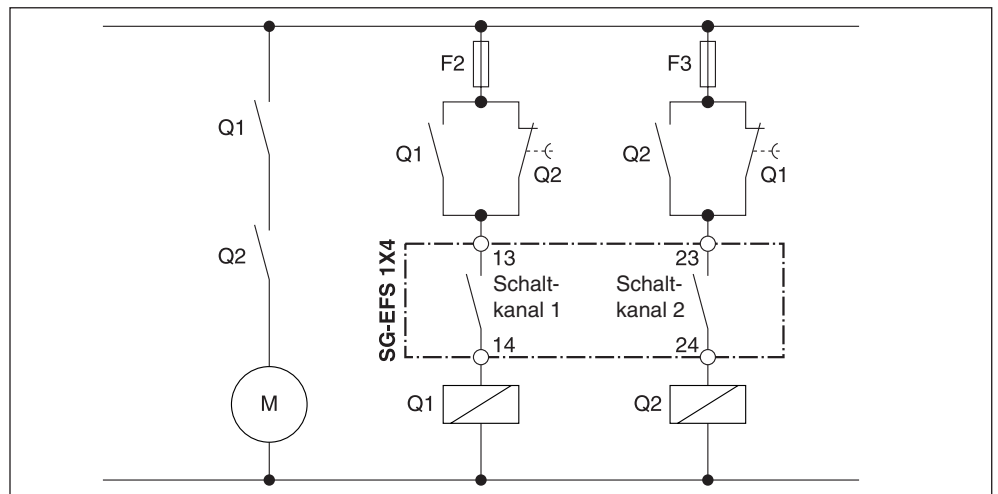 F2
F3
Q1
Q1
Q2
Q2
Q1
Q2
SG-EFS 1X4
13
Schalt-
kanal 1
14
23
Schalt-
kanal 2
24
M
Q1
Q2